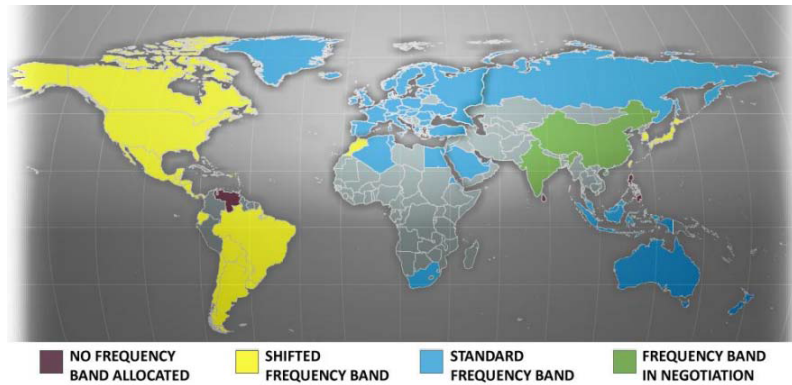 NO FREQUENCY
BAND ALLOCATED
SHIFTED
FREQUENCY BAND
STANDARD
FREQUENCY BAND
FREQUENCY BAND
IN NEGOTIATION